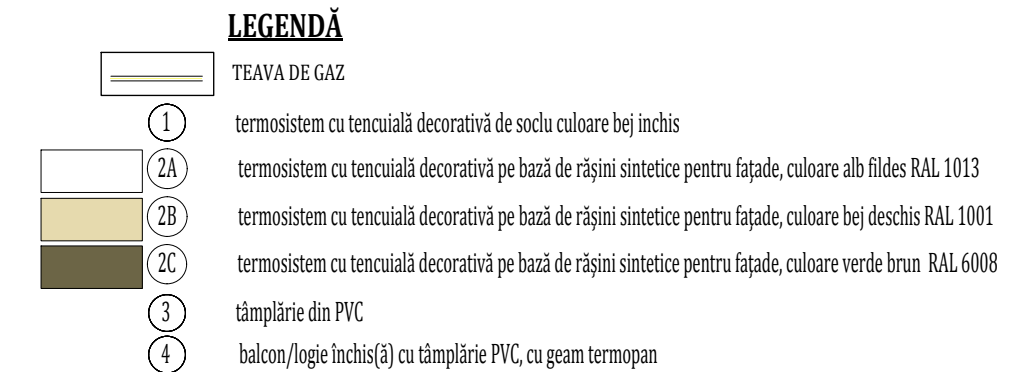 LEGENDĂ
TEAVA DE GAZ
1 termosistem cu tencuială decorativă de soclu culoare bej inchis
2A termosistem cu tencuială decorativă pe bază de rășini sintetice pentru fațade, culoare alb fildes RAL 1013
2B termosistem cu tencuială decorativă pe bază de rășini sintetice pentru fațade, culoare bej deschis RAL 1001
2C termosistem cu tencuială decorativă pe bază de rășini sintetice pentru fațade, culoare verde brun RAL 6008
3 tâmplărie din PVC
4 balcon/logie închis(ă) cu tâmplărie PVC, cu geam termopan